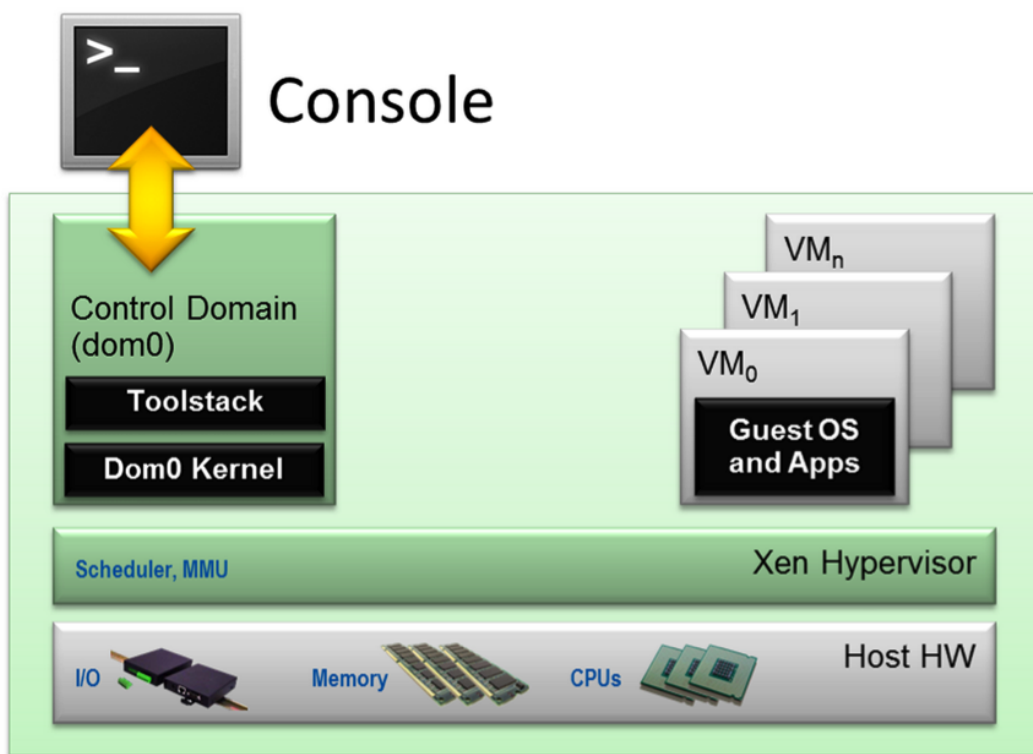 >_
Console
Control Domain
(dom0)
Toolstack
Dom0 Kernel
VMₙ
VM₁
VM₀
Guest OS
and Apps
Scheduler, MMU
Xen Hypervisor
I/O
Memory
CPUs
Host HW